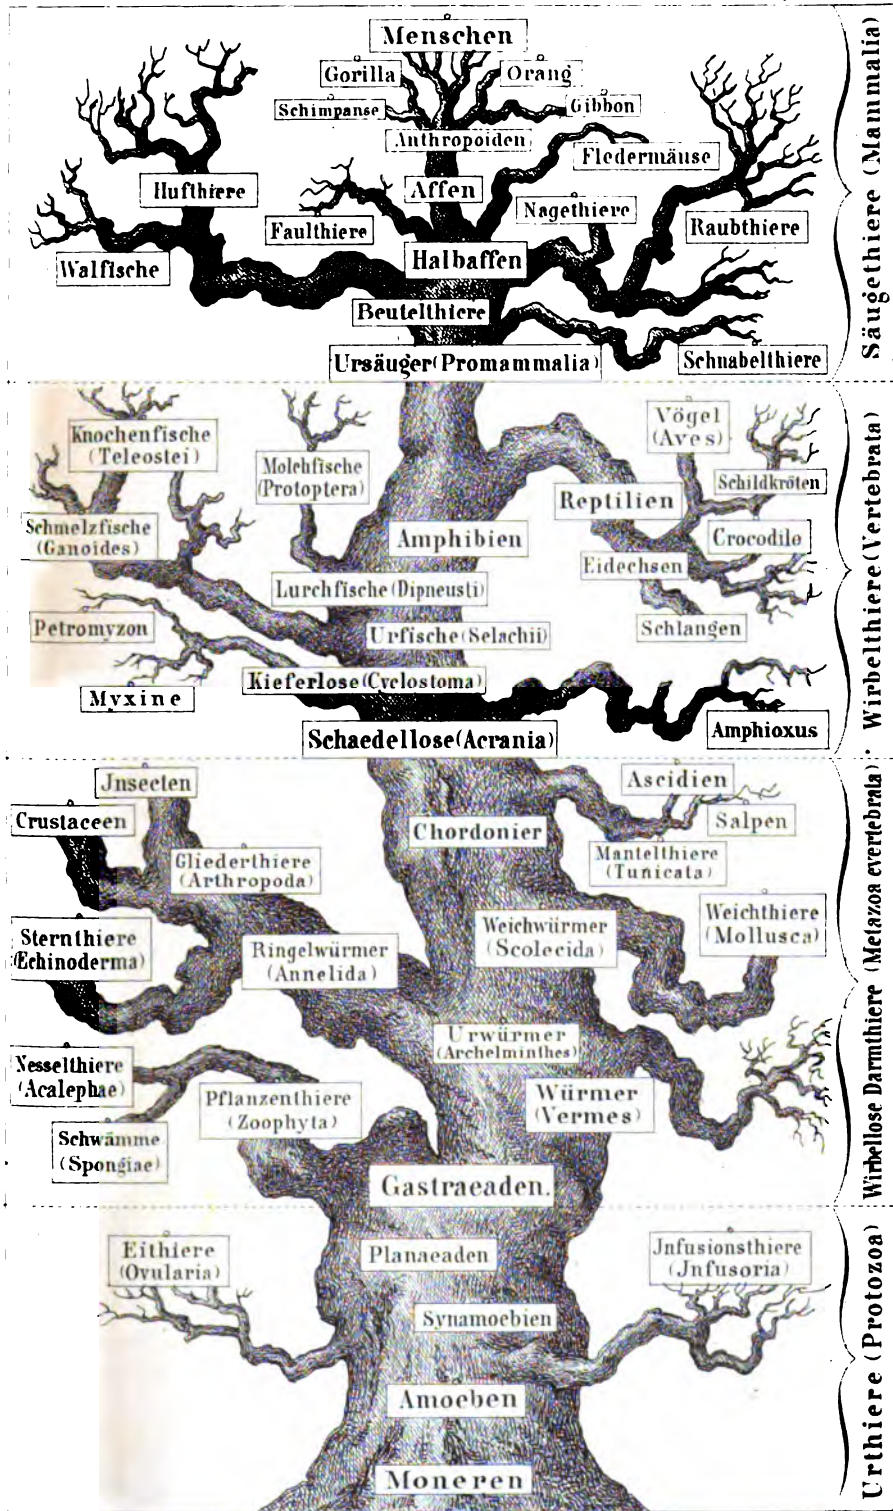 Menschen
Gorilla
Orang
Schimpanse
Gibbon
Anthropoiden
Fledermäuse
Hufthiere
Affen
Nagethiere
Faulthiere
Raubthiere
Walfische
Halbaffen
Beutelthiere
Ursäuger (Promammalia)
Schnabelthiere
Säugethiere (Mammalia)
Knochenfische
(Teleostei)
Vögel
(Aves)
Molchfische
(Protoptera)
Schildkröten
Reptilien
Schmelzfische
(Ganoides)
Amphibien
Crocodile
Eidechsen
Lurchfische (Dipneusti)
Petromyzon
Urfische (Selachii)
Schlangen
Kieferlose (Cyclostoma)
Myxine
Schaedellose (Acrania)
Amphioxus
Wirbelthiere (Vertebrata)
Jnsecten
Ascidien
Crustaceen
Chordonier
Salpen
Gliederthiere
(Arthropoda)
Mantelthiere
(Tunicata)
Sternthiere
(Echinoderma)
Ringelwürmer
(Annelida)
Weichwürmer
(Scolecida)
Weichthiere
(Mollusca)
Urwürmer
(Archelminthes)
Nesselthiere
(Acalephae)
Pflanzenthiere
(Zoophyta)
Würmer
(Vermes)
Schwämme
(Spongiae)
Gastraeaden.
Wirbellose Darmthiere (Metazoa evertebrata)
Eithiere
(Ovularia)
Planaeaden
Jnfusionsthiere
(Jnfusoria)
Synamoebien
Amoeben
Moneren
Urthiere (Protozoa)